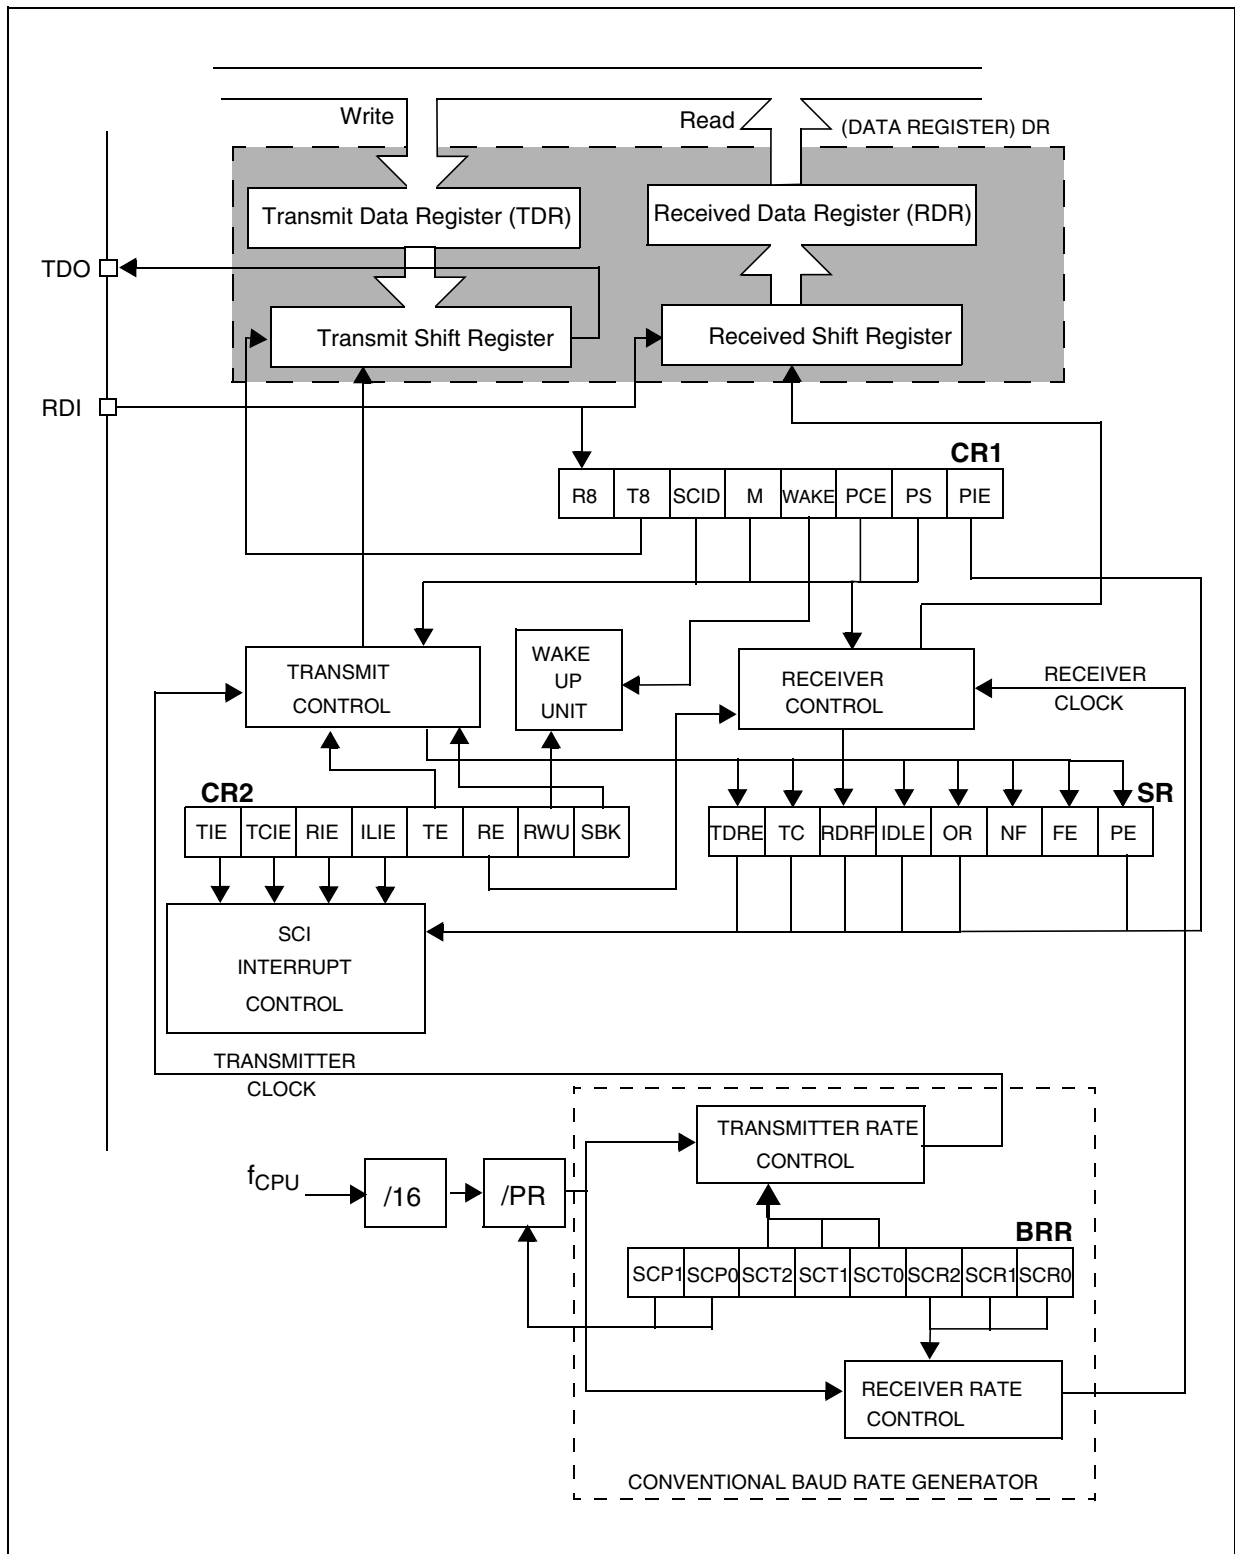 Write
Read
(DATA REGISTER) DR
Transmit Data Register (TDR)
Received Data Register (RDR)
TDO
Transmit Shift Register
Received Shift Register
RDI
CR1
R8 T8 SCID M WAKE PCE PS PIE
TRANSMIT
CONTROL
WAKE
UP
UNIT
RECEIVER
CONTROL
RECEIVER
CLOCK
CR2
TIE TCIE RIE ILIE TE RE RWU SBK
SR
TDRE TC RDRF IDLE OR NF FE PE
SCI
INTERRUPT
CONTROL
TRANSMITTER
CLOCK
TRANSMITTER RATE
CONTROL
fCPU
/16
/PR
BRR
SCP1 SCP0 SCT2 SCT1 SCT0 SCR2 SCR1 SCR0
RECEIVER RATE
CONTROL
CONVENTIONAL BAUD RATE GENERATOR